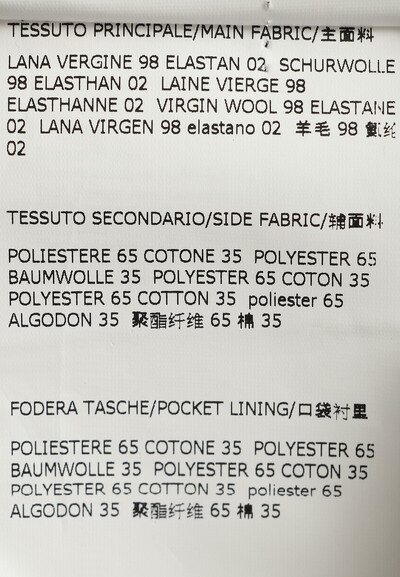 TESSUTO PRINCIPALE/MAIN FABRIC/主面料
LANA VERGINE 98 ELASTAN 02 SCHURWOLLE
98 ELASTHAN 02 LAINE VIERGE 98
ELASTHANNE 02 VIRGIN WOOL 98 ELASTANE
02 LANA VIRGEN 98 elastano 02 羊毛 98 氨纶
02
TESSUTO SECONDARIO/SIDE FABRIC/辅面料
POLIESTERE 65 COTONE 35 POLYESTER 65
BAUMWOLLE 35 POLYESTER 65 COTON 35
POLYESTER 65 COTTON 35 poliester 65
ALGODON 35 聚酯纤维 65 棉 35
FODERA TASCHE/POCKET LINING/口袋衬里
POLIESTERE 65 COTONE 35 POLYESTER 65
BAUMWOLLE 35 POLYESTER 65 COTON 35
POLYESTER 65 COTTON 35 poliester 65
ALGODON 35 聚酯纤维 65 棉 35